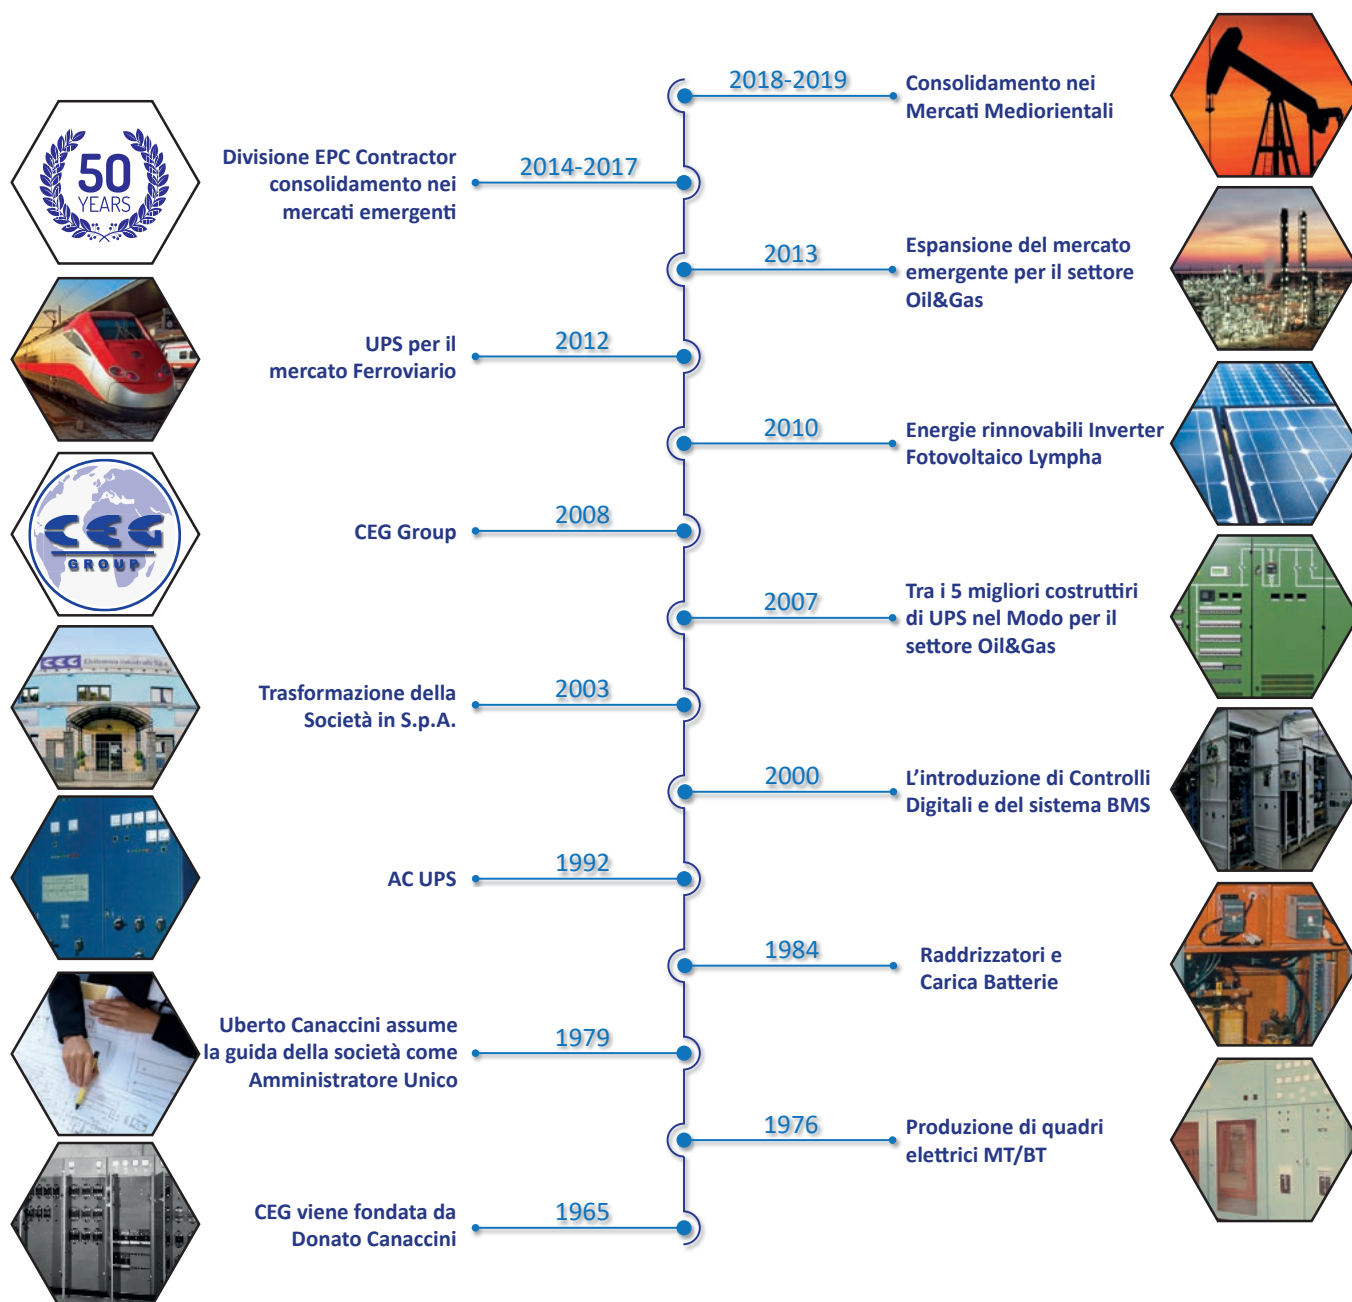 2018-2019
Consolidamento nei
Mercati Mediorientali
50
YEARS
Divisione EPC Contractor
consolidamento nei
mercati emergenti
2014-2017
2013
Espansione del mercato
emergente per il settore
Oil&Gas
UPS per il
mercato Ferroviario
2012
2010
Energie rinnovabili Inverter
Fotovoltaico Lympha
CEG
GROUP
CEG Group
2008
2007
Tra i 5 migliori costruttiri
di UPS nel Modo per il
settore Oil&Gas
CEG Elettronica Industriale S.p.A.
Trasformazione della
Società in S.p.A.
2003
2000
L’introduzione di Controlli
Digitali e del sistema BMS
AC UPS
1992
1984
Raddrizzatori e
Carica Batterie
Uberto Canaccini assume
la guida della società come
Amministratore Unico
1979
1976
Produzione di quadri
elettrici MT/BT
CEG viene fondata da
Donato Canaccini
1965